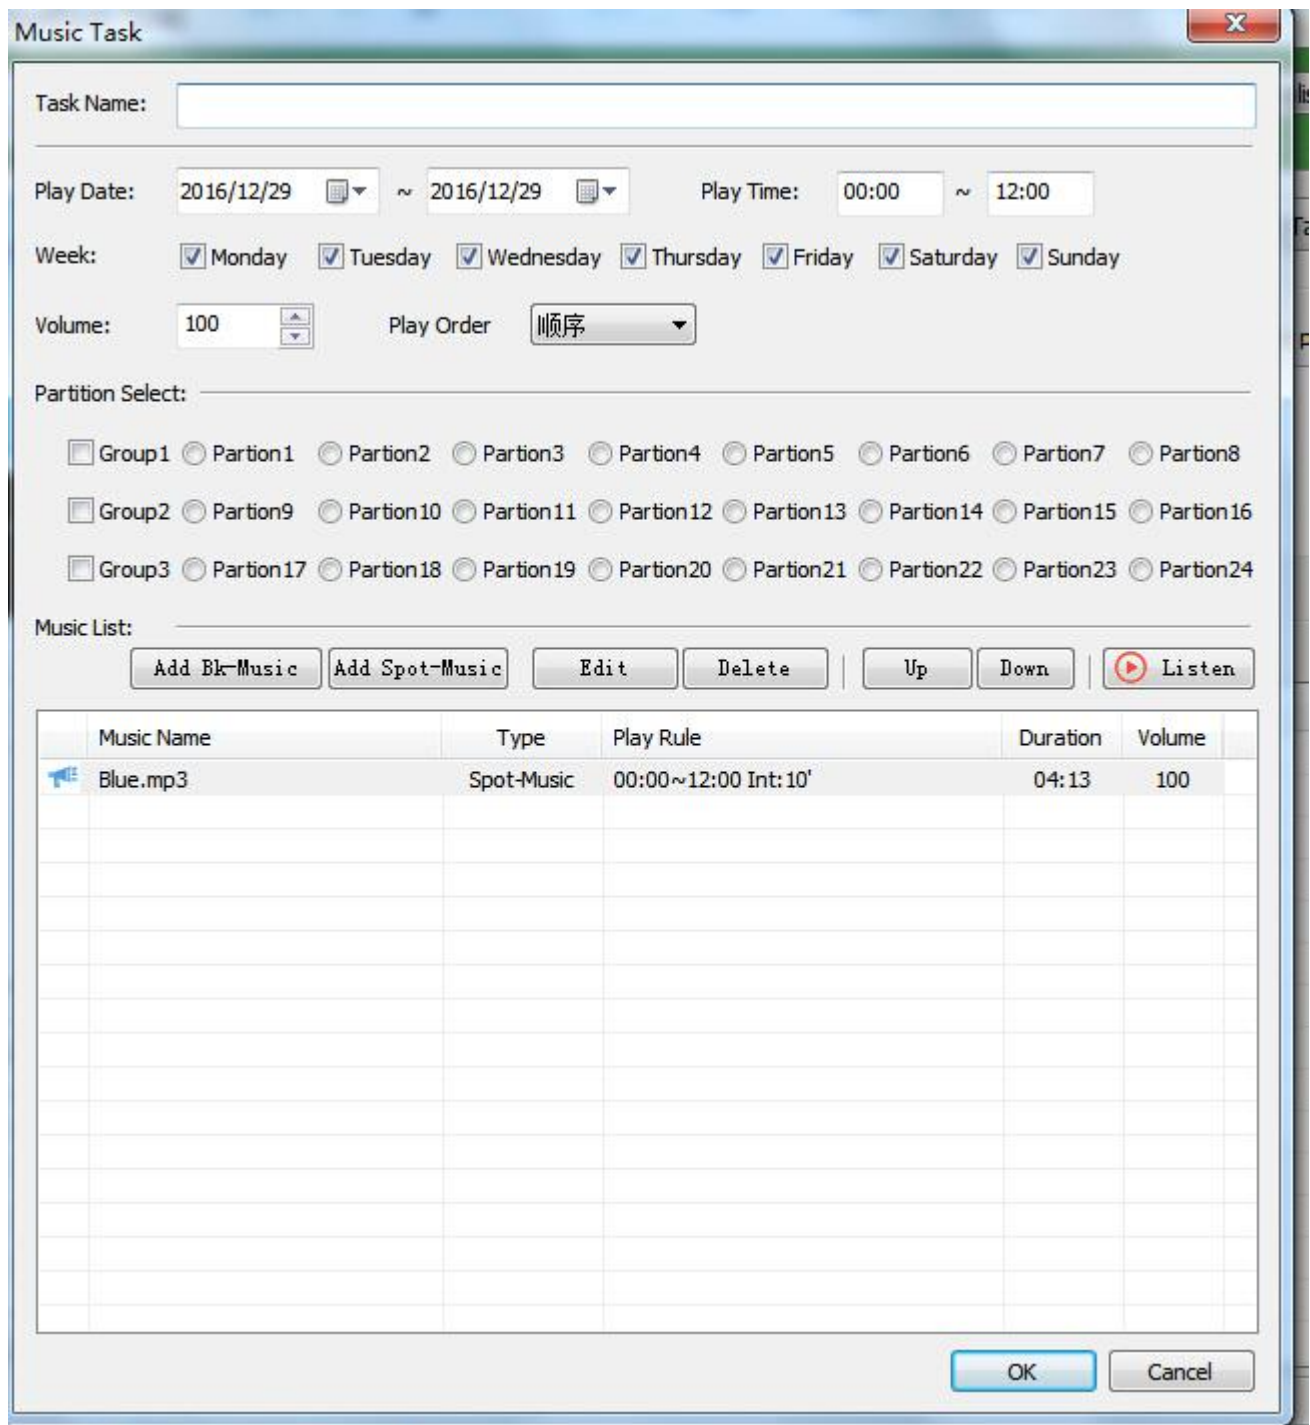 Music Task
Task Name:
Play Date: 2016/12/29 ~ 2016/12/29 Play Time: 00:00 ~ 12:00
Week: Monday Tuesday Wednesday Thursday Friday Saturday Sunday
Volume: 100 Play Order 顺序
Partition Select:
Group1 Partion1 Partion2 Partion3 Partion4 Partion5 Partion6 Partion7 Partion8
Group2 Partion9 Partion10 Partion11 Partion12 Partion13 Partion14 Partion15 Partion16
Group3 Partion17 Partion18 Partion19 Partion20 Partion21 Partion22 Partion23 Partion24
Music List:
Add Bk-Music Add Spot-Music Edit Delete Up Down Listen
Music Name Type Play Rule Duration Volume
Blue.mp3 Spot-Music 00:00~12:00 Int:10' 04:13 100
OK Cancel